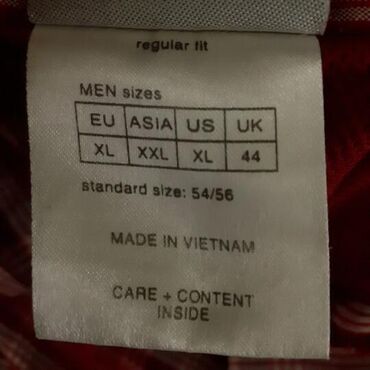 regular fit
MEN sizes
EU ASIA US UK
XL XXL XL 44
standard size: 54/56
MADE IN VIETNAM
CARE + CONTENT
INSIDE